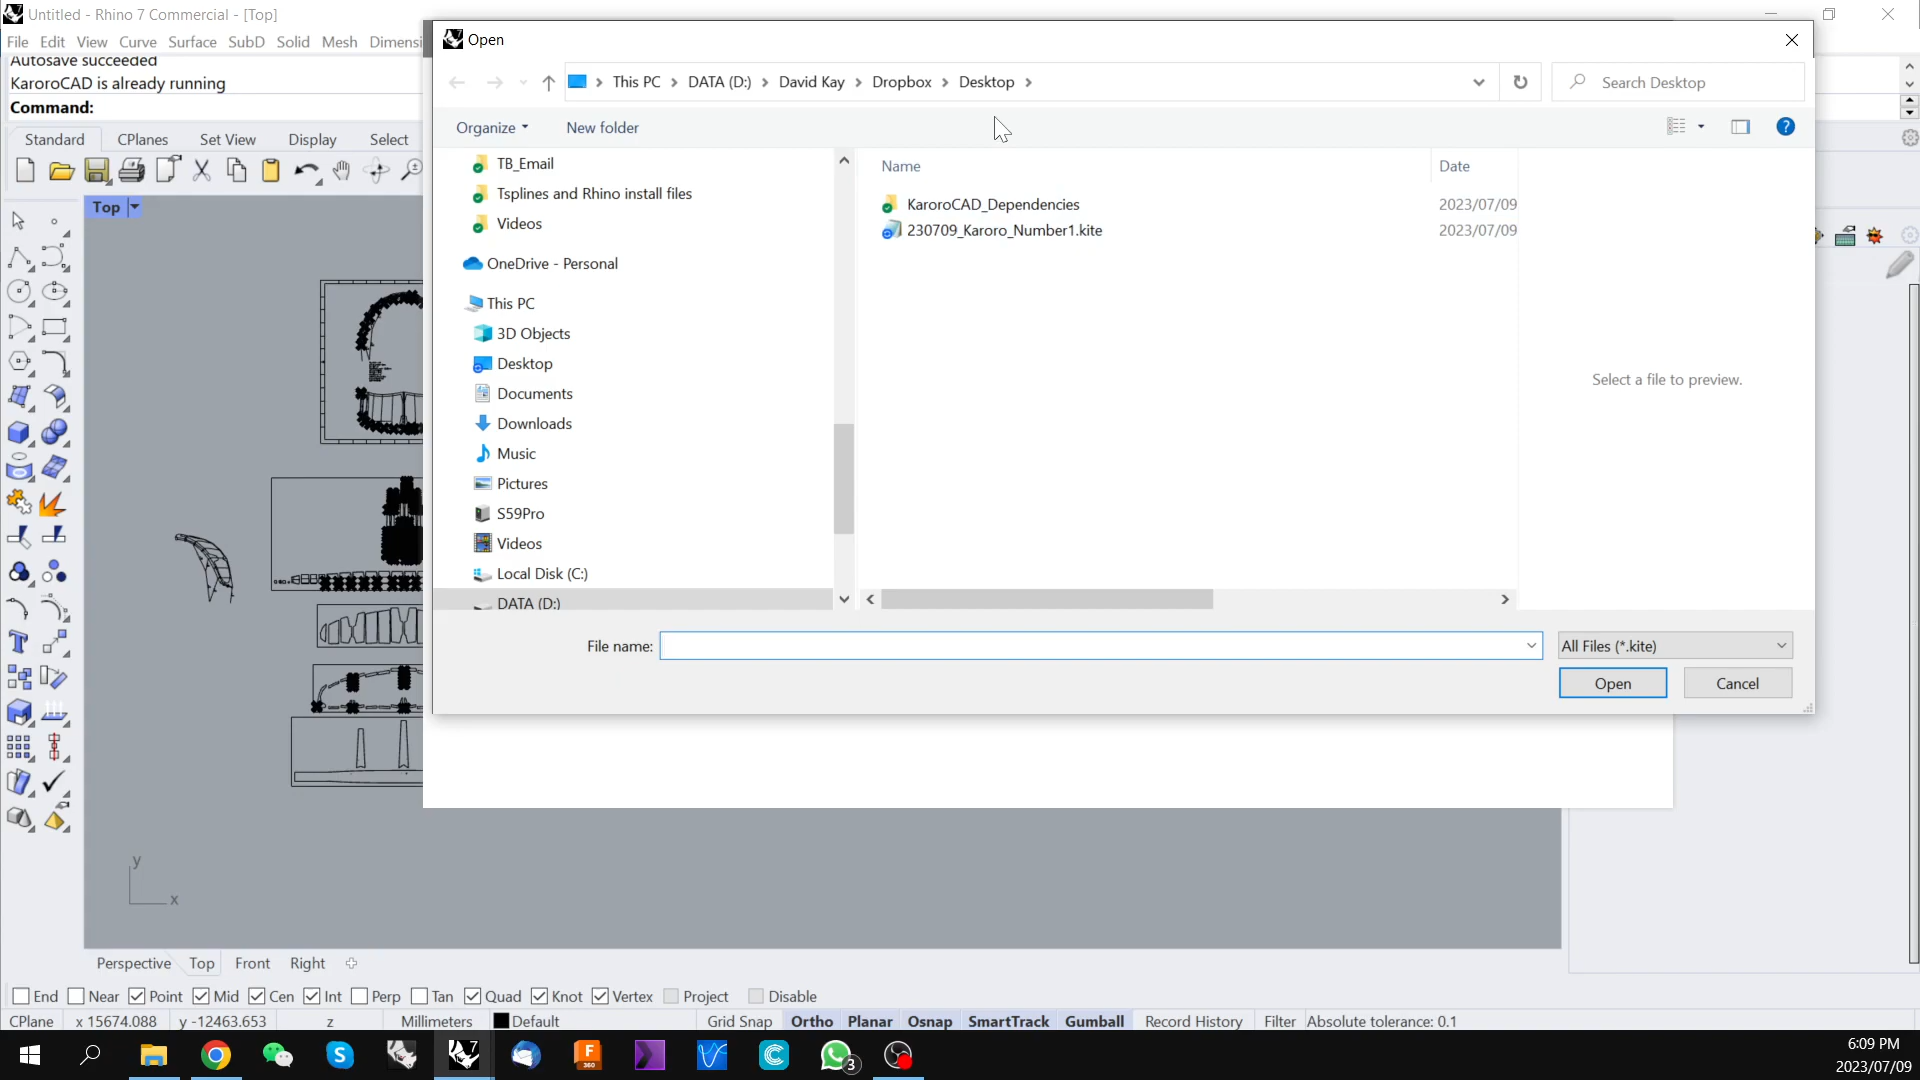 Untitled - Rhino 7 Commercial - [Top]
File Edit View Curve Surface SubD Solid Mesh Dimensi
Autosave succeeded
KaroroCAD is already running
Command:
Standard CPlanes Set View Display Select
Top
Open
This PC DATA (D:) David Kay Dropbox Desktop
Search Desktop
Organize New folder
TB_Email
Tsplines and Rhino install files
Videos
OneDrive - Personal
This PC
3D Objects
Desktop
Documents
Downloads
Music
Pictures
S59Pro
Videos
Local Disk (C:)
DATA (D:)
Name Date
KaroroCAD_Dependencies 2023/07/09
230709_Karoro_Number1.kite 2023/07/09
Select a file to preview.
File name:
All Files (*.kite)
Open Cancel
y
x
Perspective Top Front Right
End Near Point Mid Cen Int Perp Tan Quad Knot Vertex Project Disable
CPlane x 15674.088 y -12463.653 z Millimeters Default Grid Snap Ortho Planar Osnap SmartTrack Gumball Record History Filter Absolute tolerance: 0.1
6:09 PM
2023/07/09
3